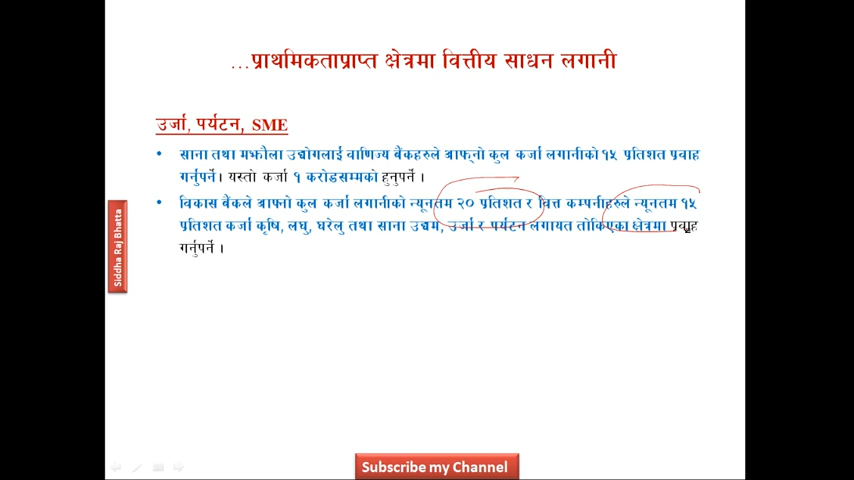 ...प्राथमिकताप्राप्त क्षेत्रमा वित्तीय साधन लगानी
उर्जा, पर्यटन, SME
• साना तथा मझौला उद्योगलाई वाणिज्य बैंकहरुले आफ्नो कुल कर्जा लगानीको १५ प्रतिशत प्रवाह
गर्नुपर्ने । यस्तो कर्जा १ करोडसम्मको हुनुपर्ने ।
• विकास बैंकले आफ्नो कुल कर्जा लगानीको न्यूनतम २० प्रतिशत र वित्त कम्पनीहरुले न्यूनतम १५
प्रतिशत कर्जा कृषि, लघु, घरेलु तथा साना उद्यम, उर्जा र पर्यटन लगायत तोकिएका क्षेत्रमा प्रवाह
गर्नुपर्ने ।
Siddha Raj Bhatta
Subscribe my Channel